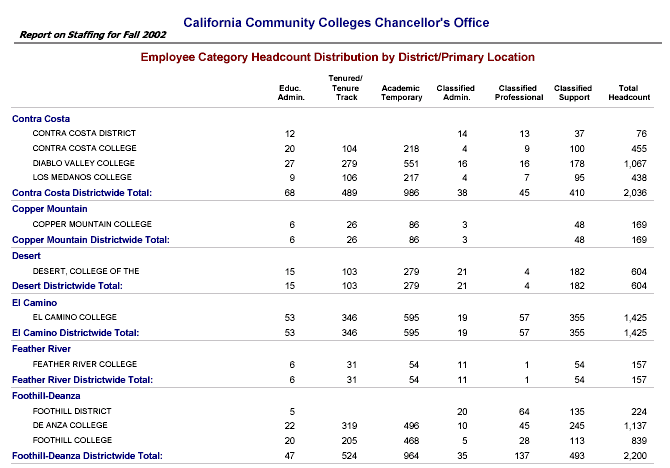 California Community Colleges Chancellor's Office
Report on Staffing for Fall 2002
Employee Category Headcount Distribution by District/Primary Location
Educ. Admin. Tenured/ Tenure Track Academic Temporary Classified Admin. Classified Professional Classified Support Total Headcount
Contra Costa
CONTRA COSTA DISTRICT 12 14 13 37 76
CONTRA COSTA COLLEGE 20 104 218 4 9 100 455
DIABLO VALLEY COLLEGE 27 279 551 16 16 178 1,067
LOS MEDANOS COLLEGE 9 106 217 4 7 95 438
Contra Costa Districtwide Total: 68 489 986 38 45 410 2,036
Copper Mountain
COPPER MOUNTAIN COLLEGE 6 26 86 3 48 169
Copper Mountain Districtwide Total: 6 26 86 3 48 169
Desert
DESERT, COLLEGE OF THE 15 103 279 21 4 182 604
Desert Districtwide Total: 15 103 279 21 4 182 604
El Camino
EL CAMINO COLLEGE 53 346 595 19 57 355 1,425
El Camino Districtwide Total: 53 346 595 19 57 355 1,425
Feather River
FEATHER RIVER COLLEGE 6 31 54 11 1 54 157
Feather River Districtwide Total: 6 31 54 11 1 54 157
Foothill-Deanza
FOOTHILL DISTRICT 5 20 64 135 224
DE ANZA COLLEGE 22 319 496 10 45 245 1,137
FOOTHILL COLLEGE 20 205 468 5 28 113 839
Foothill-Deanza Districtwide Total: 47 524 964 35 137 493 2,200